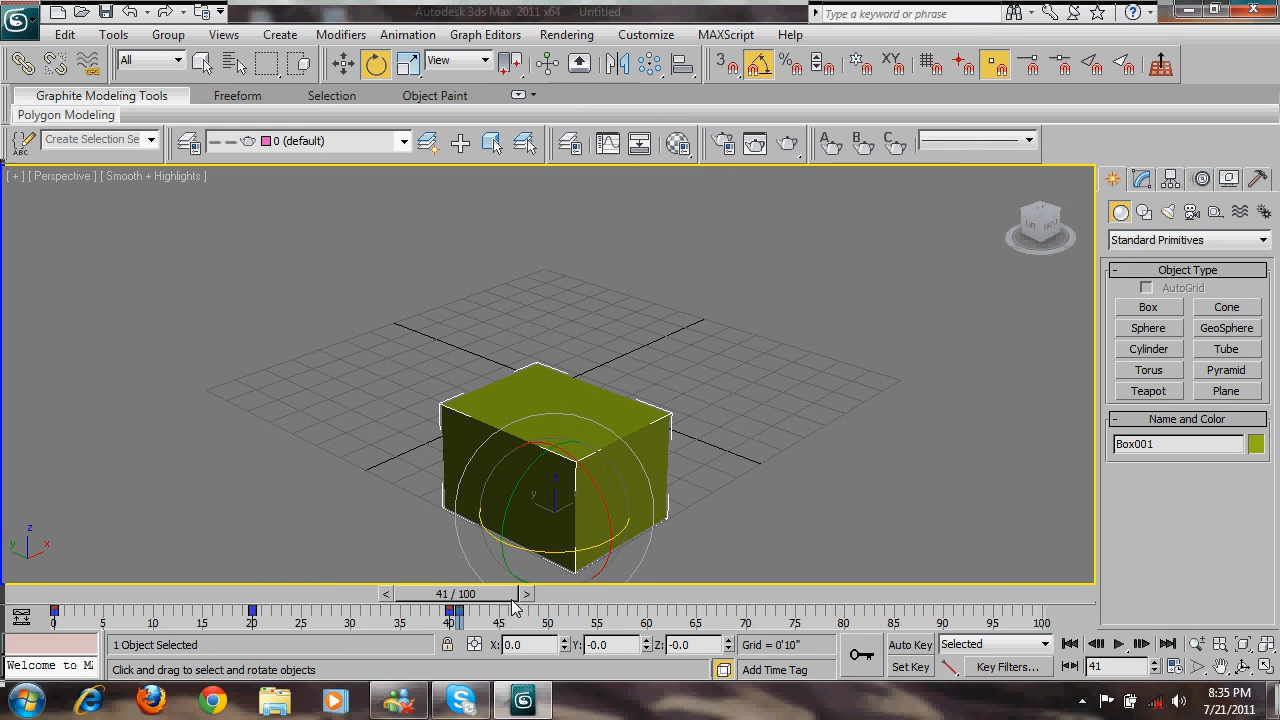 Autodesk 3ds Max 2011 x64 Untitled
Type a keyword or phrase
Edit Tools Group Views Create Modifiers Animation Graph Editors Rendering Customize MAXScript Help
All View 3
Graphite Modeling Tools Freeform Selection Object Paint
Polygon Modeling
ABC Create Selection Se 0 (default) A B C
[ + ] [ Perspective ] [ Smooth + Highlights ]
LEFT FRONT
Standard Primitives
- Object Type
AutoGrid
Box Cone
Sphere GeoSphere
Cylinder Tube
Torus Pyramid
Teapot Plane
- Name and Color
Box001
z
y
z
y x
< 41 / 100 >
0 5 10 15 20 25 30 35 40 50 55 60 65 70 75 80 85 90 95 100
1 Object Selected X: 0.0 Y: -0.0 Z: -0.0 Grid = 0'10" Auto Key Selected
Welcome to M Click and drag to select and rotate objects Add Time Tag Set Key Key Filters... 41
8:35 PM
7/21/2011